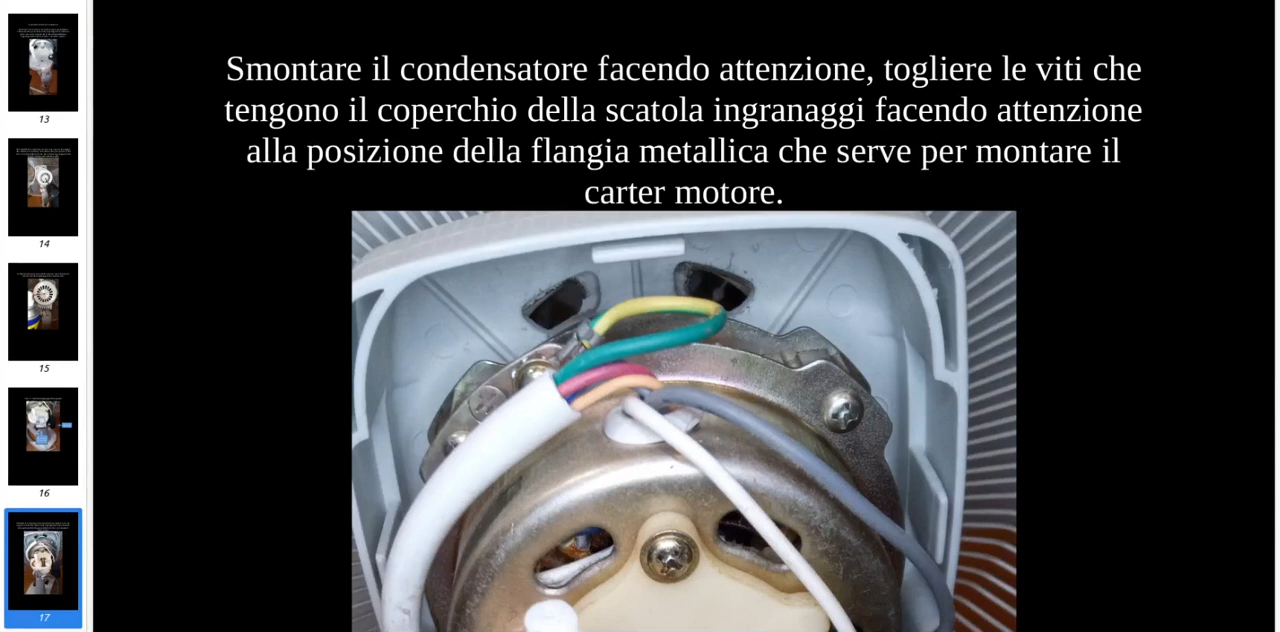 Smontare il condensatore facendo attenzione, togliere le viti che
tengono il coperchio della scatola ingranaggi facendo attenzione
alla posizione della flangia metallica che serve per montare il
carter motore.
13
14
15
16
17